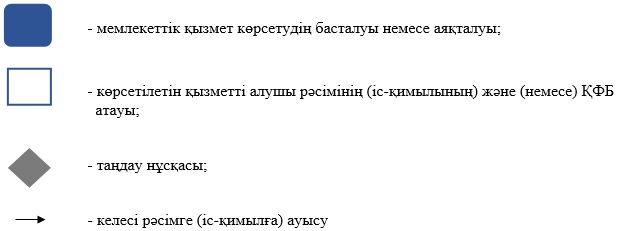 - мемлекеттік қызмет көрсетудің басталуы немесе аяқталуы;
- көрсетілетін қызметті алушы рәсімінің (іс-қимылының) және (немесе) ҚФБ
атауы;
- таңдау нұсқасы;
- келесі рәсімге (іс-қимылға) ауысу